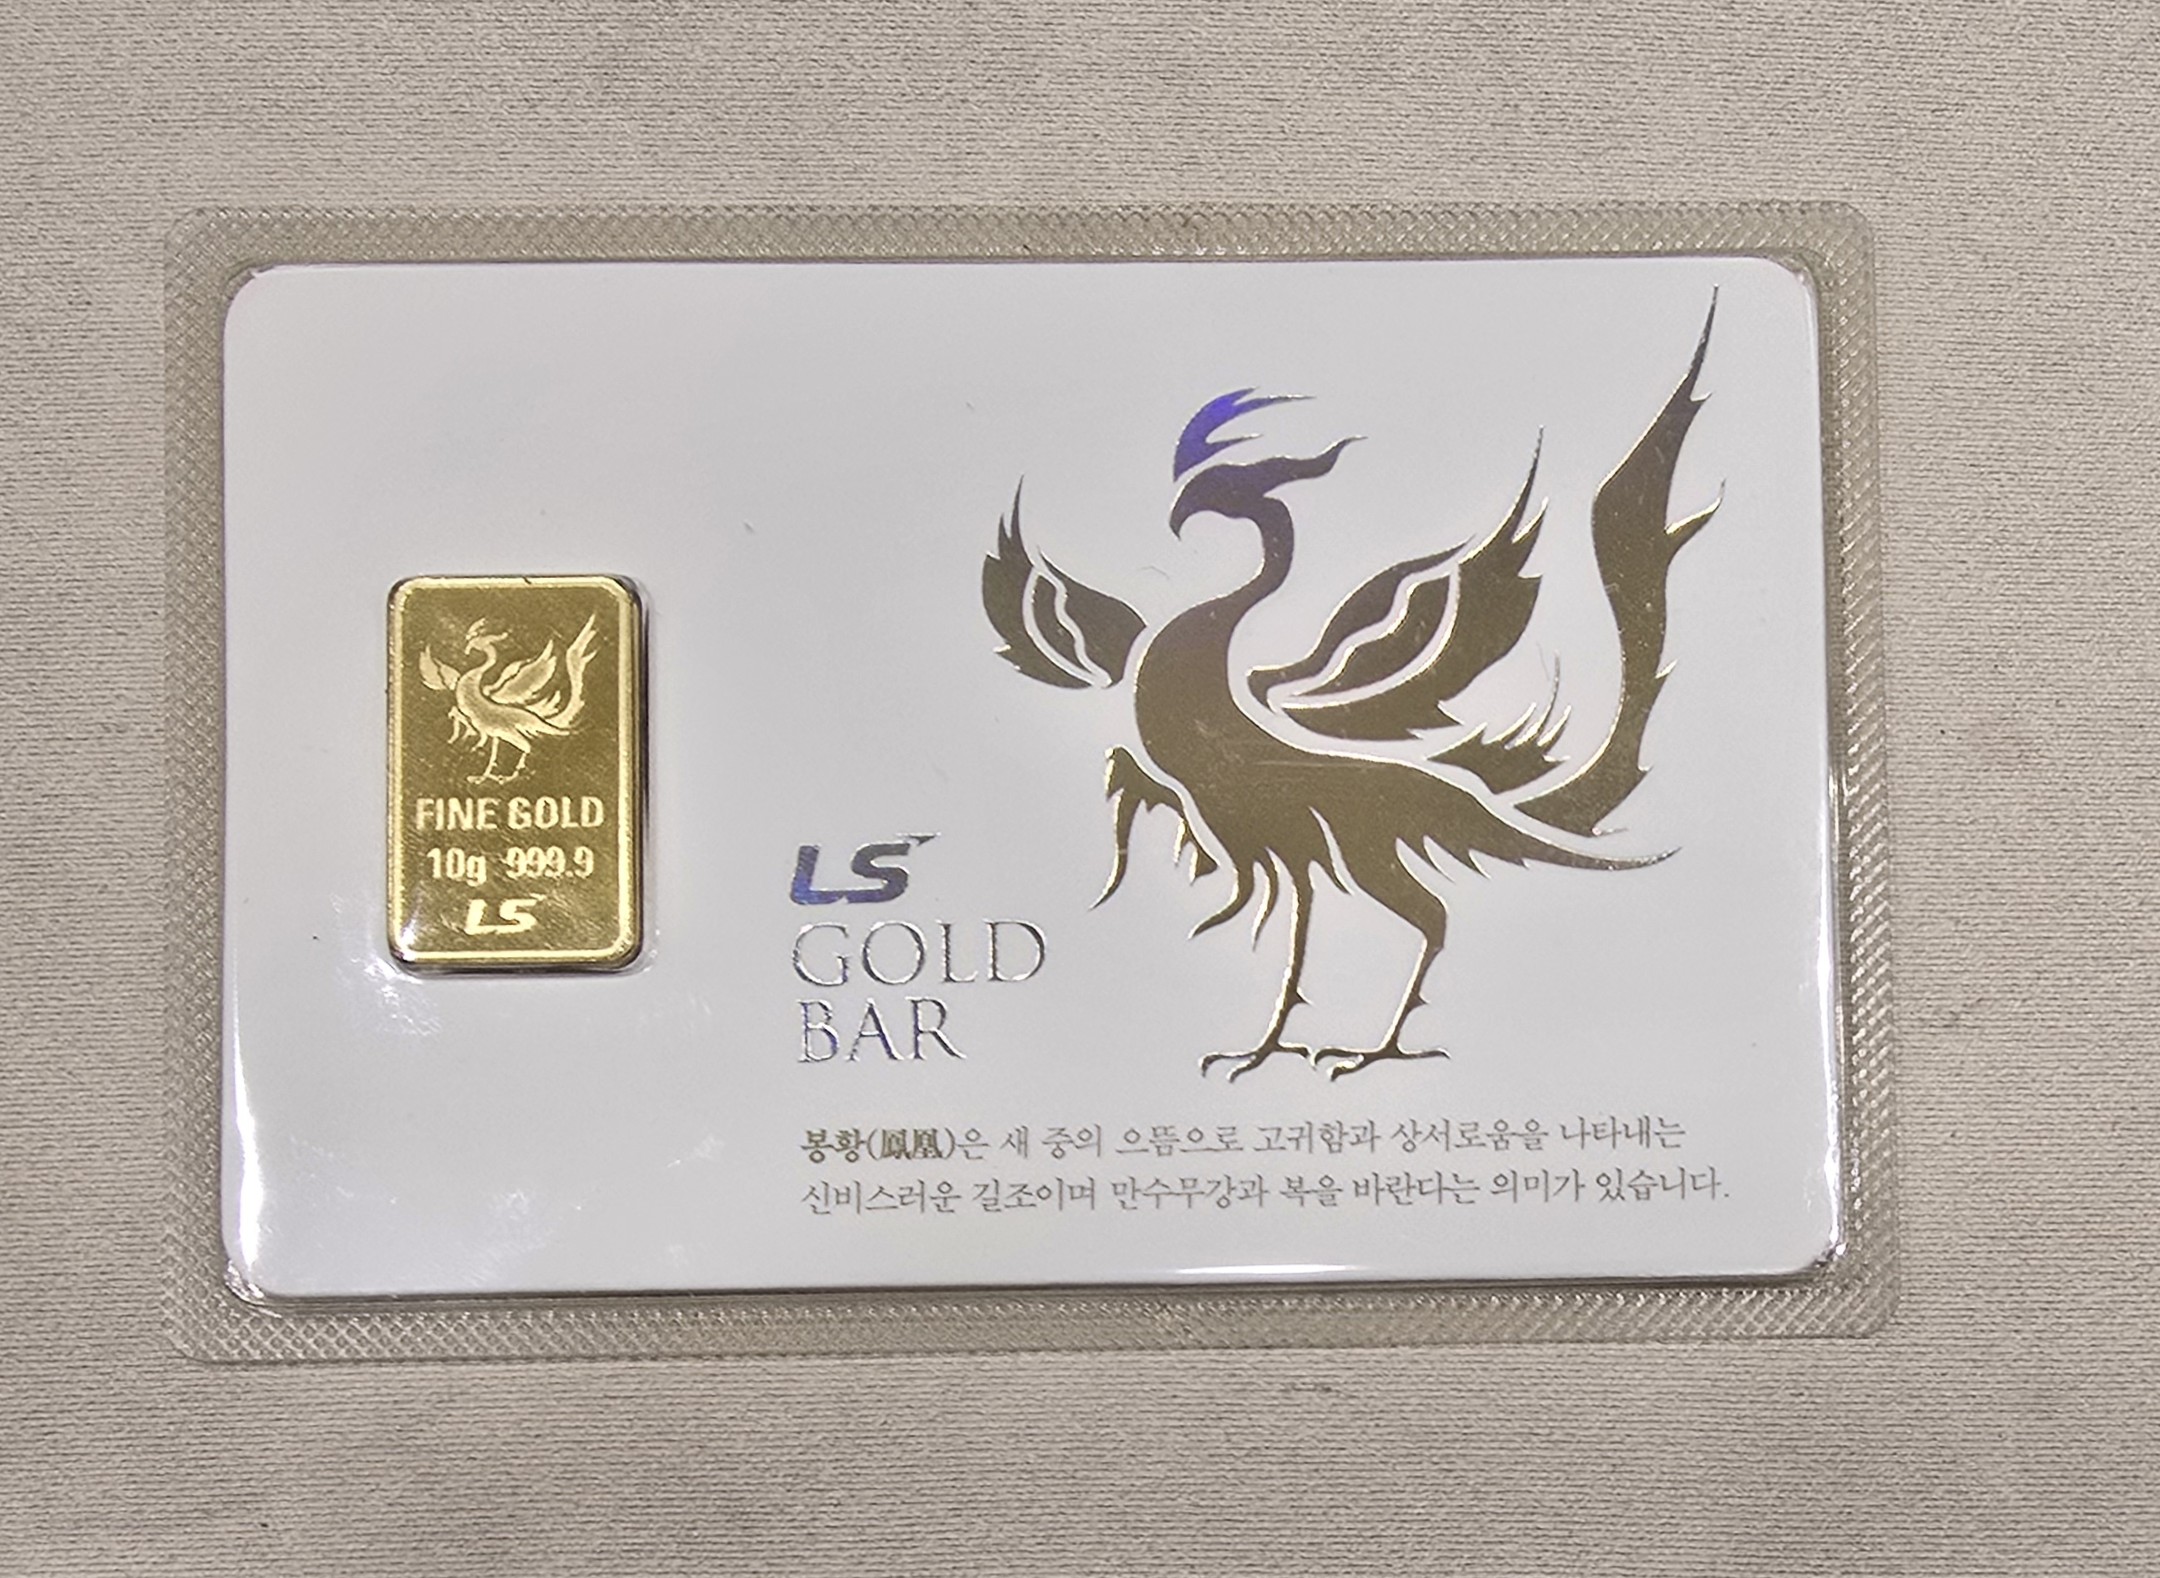 FINE GOLD
10g 999.9
LS
LS
GOLD
BAR
봉황(鳳凰)은 새 중의 으뜸으로 고귀함과 상서로움을 나타내는
신비스러운 길조이며 만수무강과 복을 바란다는 의미가 있습니다.